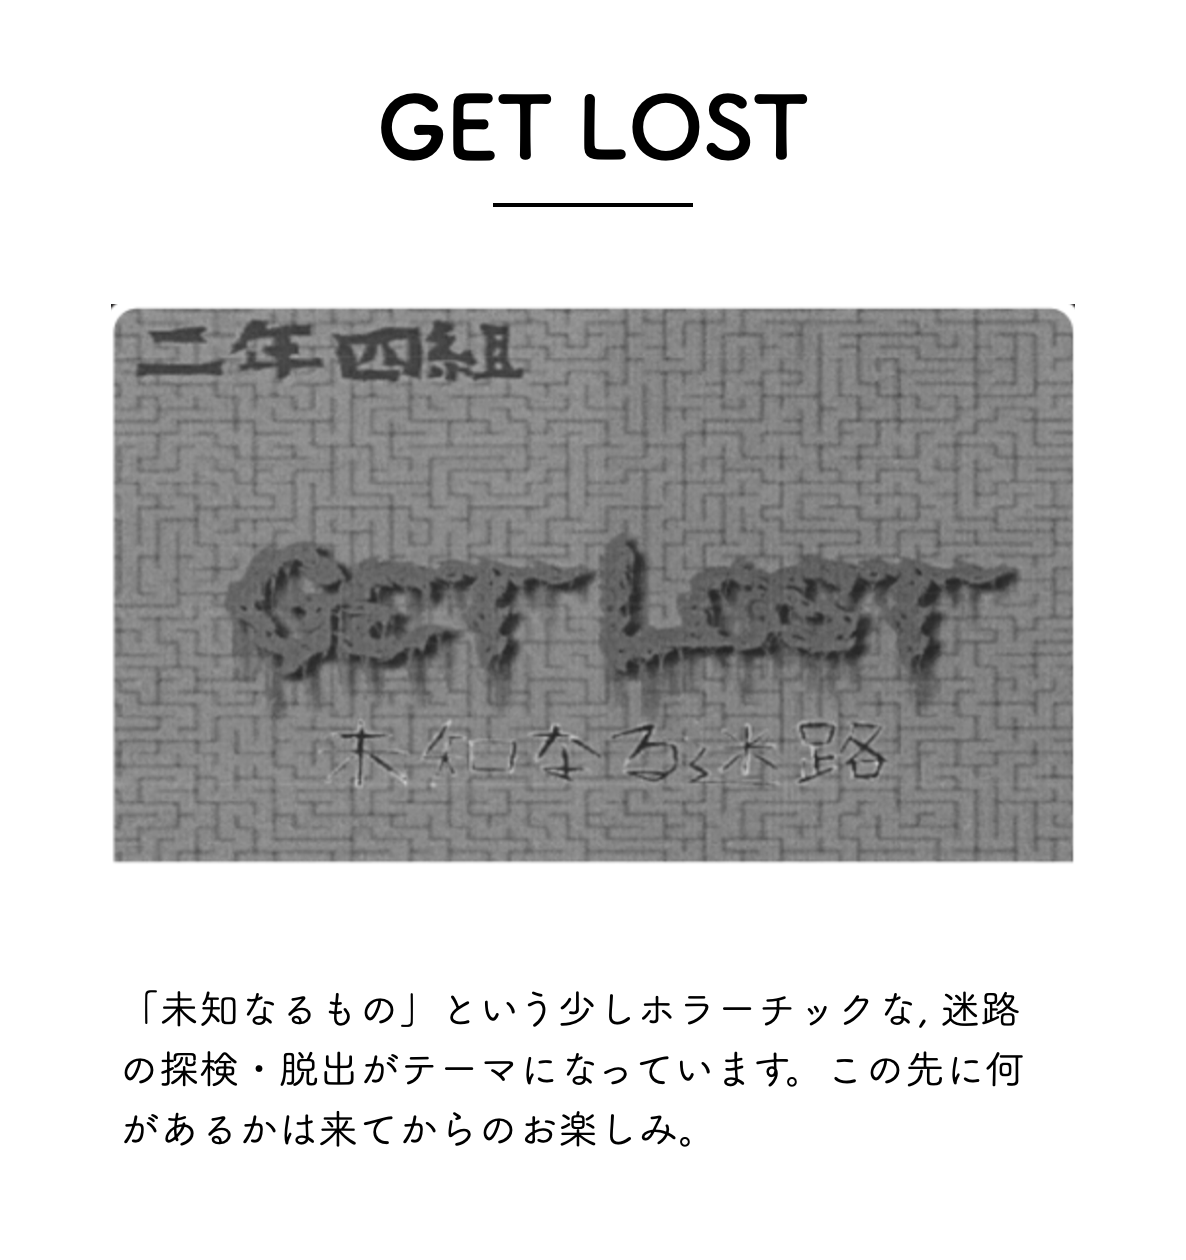 GET LOST
二年四組
GET LOST
未知なる迷路
「未知なるもの」という少しホラーチックな, 迷路
の探検・脱出がテーマになっています。この先に何
があるかは来てからのお楽しみ。